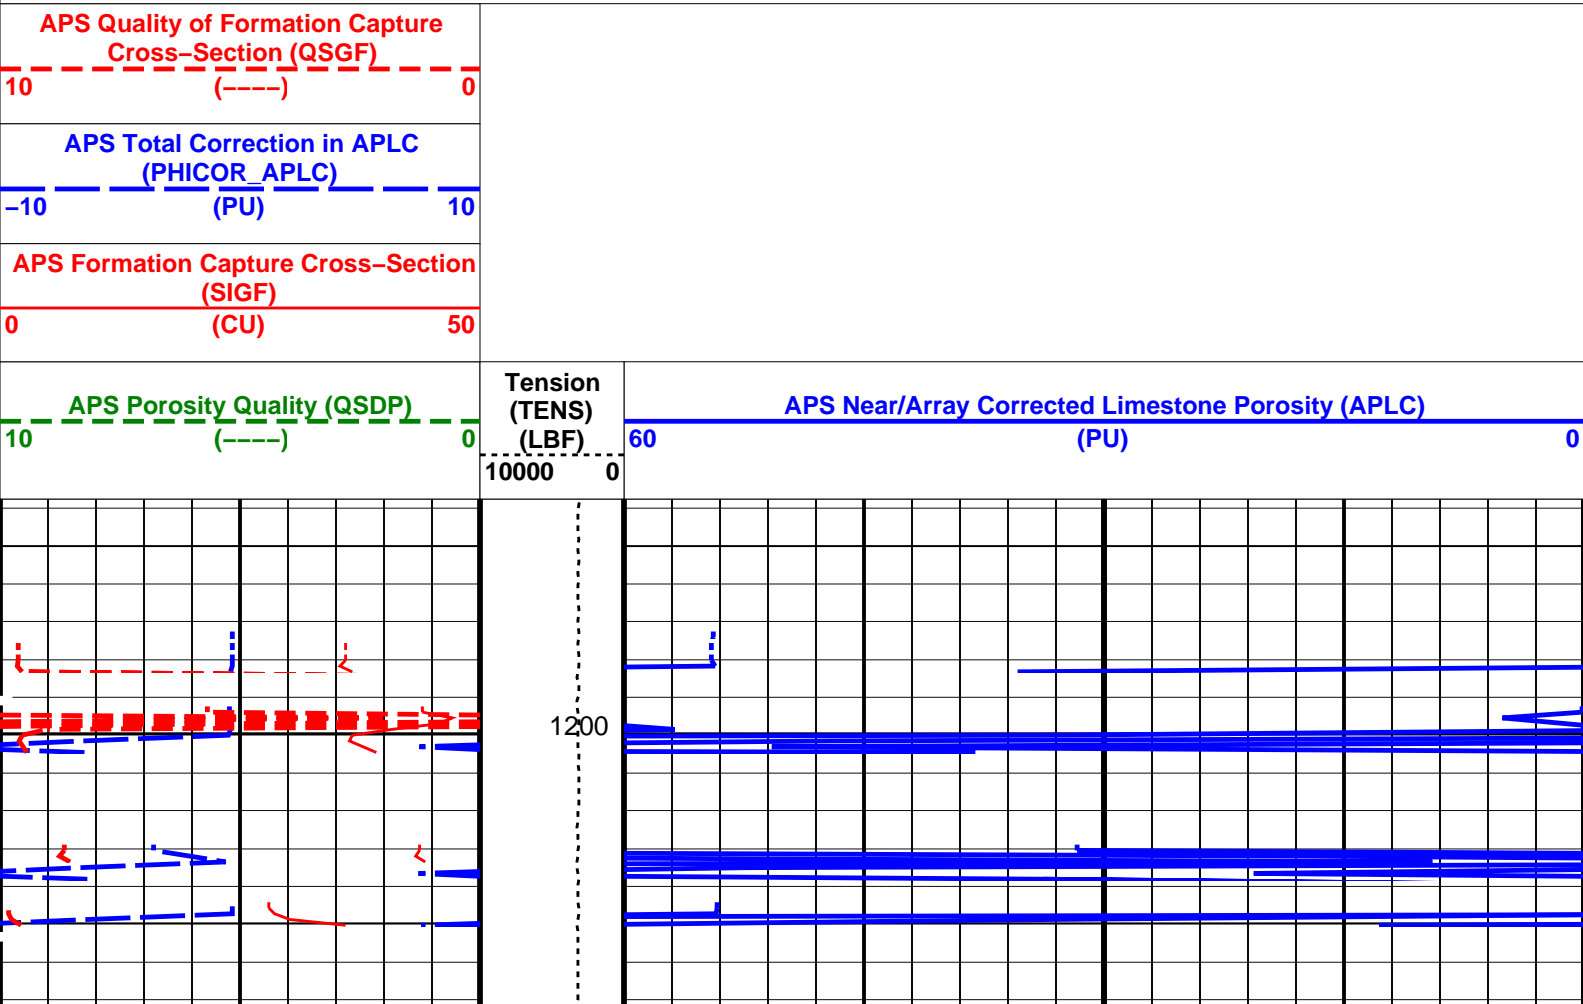 APS Quality of Formation Capture
Cross−Section (QSGF)
10 (−−−−) 0
APS Total Correction in APLC
(PHICOR_APLC)
−10 (PU) 10
APS Formation Capture Cross−Section
(SIGF)
0 (CU) 50
APS Porosity Quality (QSDP)
10 (−−−−) 0
Tension
(TENS)
(LBF)
10000 0
APS Near/Array Corrected Limestone Porosity (APLC)
60 (PU) 0
1200